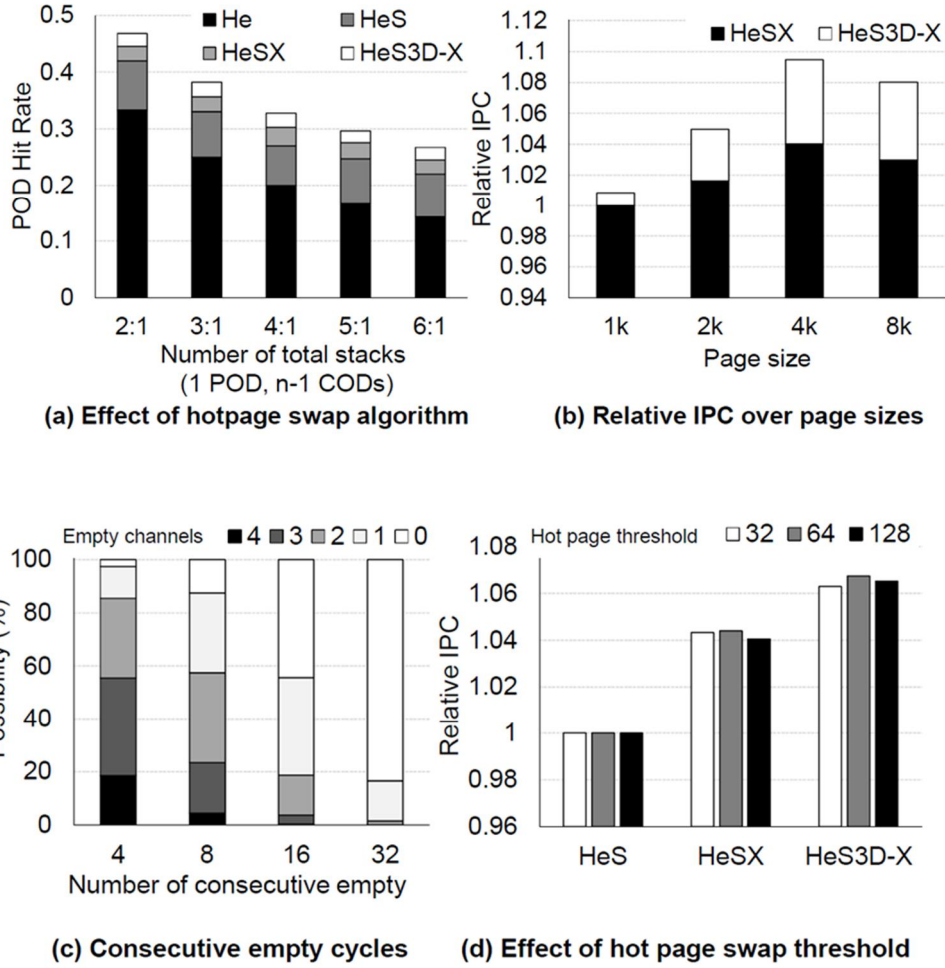 0.5
0.4
0.3
0.2
0.1
0
POD Hit Rate
He HeS
HeSX HeS3D-X
2:1 3:1 4:1 5:1 6:1
Number of total stacks
(1 POD, n-1 CODs)
(a) Effect of hotpage swap algorithm
1.12
1.1
1.08
1.06
1.04
1.02
1
0.98
0.96
0.94
Relative IPC
HeSX HeS3D-X
1k 2k 4k 8k
Page size
(b) Relative IPC over page sizes
Empty channels 4 3 2 1 0
100
80
60
40
20
0
(%)
4 8 16 32
Number of consecutive empty
(c) Consecutive empty cycles
Hot page threshold 32 64 128
1.08
1.06
1.04
1.02
1
0.98
0.96
Relative IPC
HeS HeSX HeS3D-X
(d) Effect of hot page swap threshold